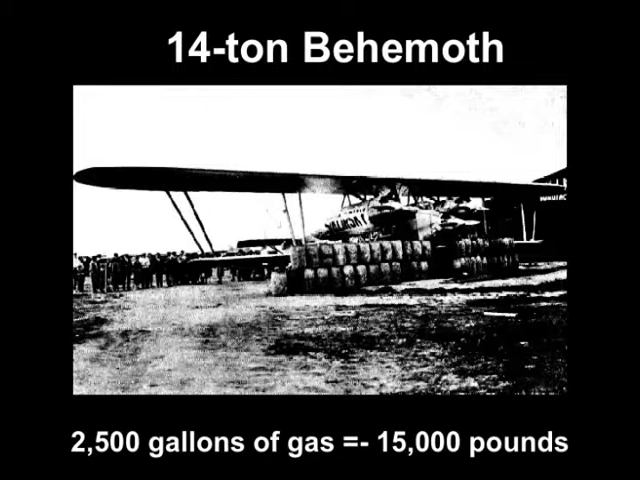 14-ton Behemoth
2,500 gallons of gas =- 15,000 pounds